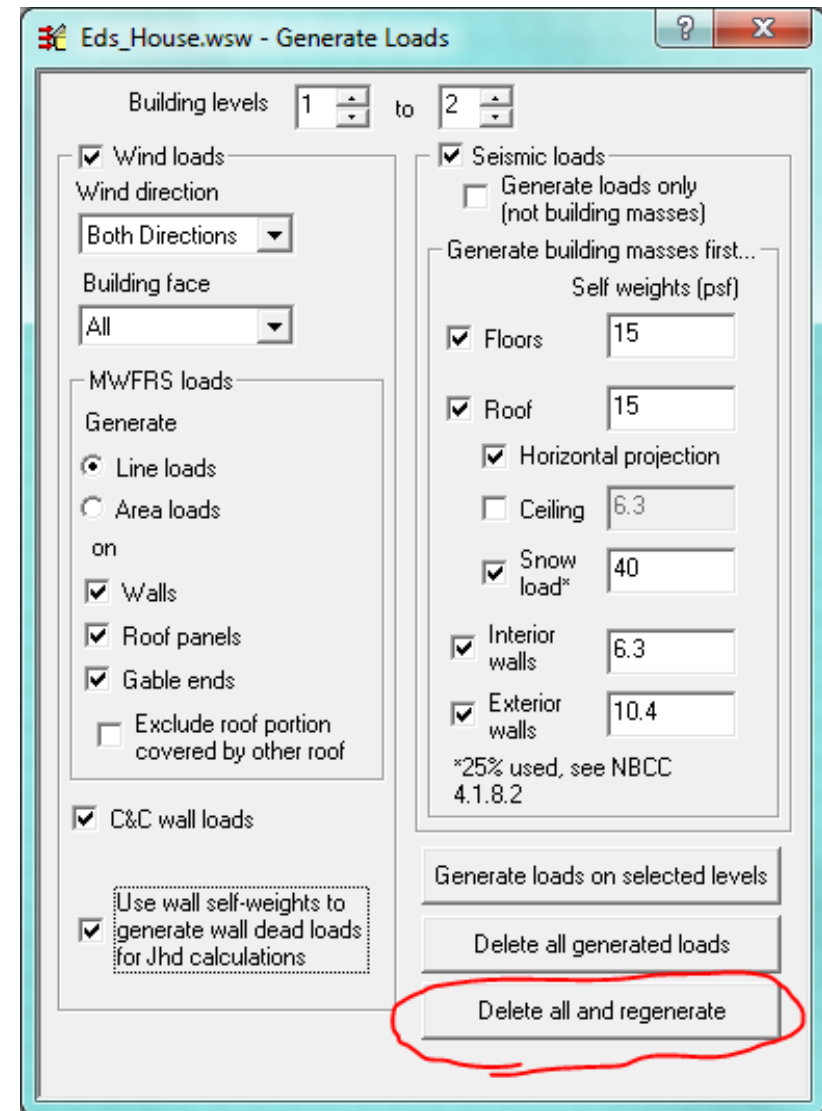 Eds_House.wsw - Generate Loads
?
X
Building levels 1 to 2
Wind loads
Wind direction
Both Directions
Building face
All
MWFRS loads
Generate
Line loads
Area loads
on
Walls
Roof panels
Gable ends
Exclude roof portion
covered by other roof
C&C wall loads
Use wall self-weights to
generate wall dead loads
for Jhd calculations
Seismic loads
Generate loads only
(not building masses)
Generate building masses first...
Self weights (psf)
Floors 15
Roof 15
Horizontal projection
Ceiling 6.3
Snow
load* 40
Interior
walls 6.3
Exterior
walls 10.4
*25% used, see NBCC
4.1.8.2
Generate loads on selected levels
Delete all generated loads
Delete all and regenerate